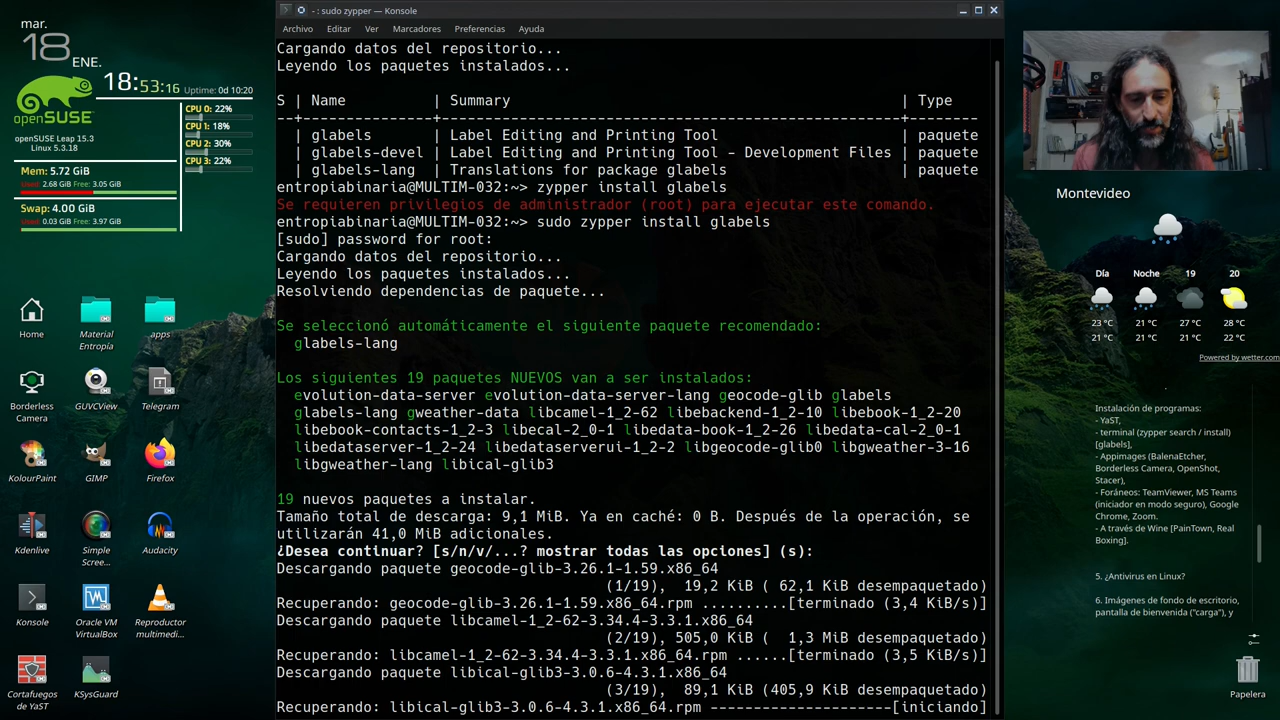 mar.
18
ENE.
18:53:16
Uptime: 0d 10:20
openSUSE
CPU 0: 22%
CPU 1: 18%
CPU 2: 30%
CPU 3: 22%
openSUSE Leap 15.3
Linux 5.3.18
Mem: 5.72 GiB
Used: 2.68 GiB Free: 3.05 GiB
Swap: 4.00 GiB
Used: 0.03 GiB Free: 3.97 GiB
Home
Material Entropía
apps
Borderless Camera
GUVCView
Telegram
KolourPaint
GIMP
Firefox
Kdenlive
Simple Scree...
Audacity
Konsole
Oracle VM VirtualBox
Reproductor multimedi...
Cortafuegos de YaST
KSysGuard
- : sudo zypper — Konsole
Archivo Editar Ver Marcadores Preferencias Ayuda
Cargando datos del repositorio...
Leyendo los paquetes instalados...
S | Name | Summary | Type
--+---------------+----------------------------------------------------+--------
| glabels | Label Editing and Printing Tool | paquete
| glabels-devel | Label Editing and Printing Tool - Development Files | paquete
| glabels-lang | Translations for package glabels | paquete
entropiabinaria@MULTIM-032:~> zypper install glabels
Se requieren privilegios de administrador (root) para ejecutar este comando.
entropiabinaria@MULTIM-032:~> sudo zypper install glabels
[sudo] password for root:
Cargando datos del repositorio...
Leyendo los paquetes instalados...
Resolviendo dependencias de paquete...
Se seleccionó automáticamente el siguiente paquete recomendado:
glabels-lang
Los siguientes 19 paquetes NUEVOS van a ser instalados:
evolution-data-server evolution-data-server-lang geocode-glib glabels
glabels-lang gweather-data libcamel-1_2-62 libebackend-1_2-10 libebook-1_2-20
libebook-contacts-1_2-3 libecal-2_0-1 libedata-book-1_2-26 libedata-cal-2_0-1
libedataserver-1_2-24 libedataserverui-1_2-2 libgeocode-glib0 libgweather-3-16
libgweather-lang libical-glib3
19 nuevos paquetes a instalar.
Tamaño total de descarga: 9,1 MiB. Ya en caché: 0 B. Después de la operación, se
utilizarán 41,0 MiB adicionales.
¿Desea continuar? [s/n/v/...? mostrar todas las opciones] (s):
Descargando paquete geocode-glib-3.26.1-1.59.x86_64
(1/19), 19,2 KiB ( 62,1 KiB desempaquetado)
Recuperando: geocode-glib-3.26.1-1.59.x86_64.rpm ..........[terminado (3,4 KiB/s)]
Descargando paquete libcamel-1_2-62-3.34.4-3.3.1.x86_64
(2/19), 505,0 KiB ( 1,3 MiB desempaquetado)
Recuperando: libcamel-1_2-62-3.34.4-3.3.1.x86_64.rpm ......[terminado (3,5 KiB/s)]
Descargando paquete libical-glib3-3.0.6-4.3.1.x86_64
(3/19), 89,1 KiB (405,9 KiB desempaquetado)
Recuperando: libical-glib3-3.0.6-4.3.1.x86_64.rpm ---------------------[iniciando]
Montevideo
Día Noche 19 20
23 °C 21 °C 27 °C 28 °C
21 °C 21 °C 21 °C 22 °C
Powered by wetter.com
Instalación de programas:
- YaST,
- terminal (zypper search / install)
[glabels],
- Appimages (BalenaEtcher,
Borderless Camera, OpenShot,
Stacer),
- Foráneos: TeamViewer, MS Teams
(iniciador en modo seguro), Google
Chrome, Zoom.
- A través de Wine [PainTown, Real
Boxing].
5. ¿Antivirus en Linux?
6. Imágenes de fondo de escritorio,
pantalla de bienvenida ("carga"), y
Papelera